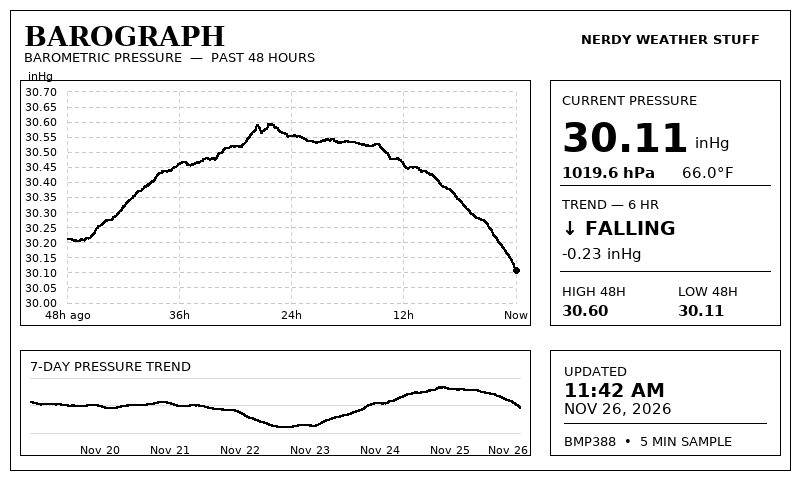 BAROGRAPH
BAROMETRIC PRESSURE — PAST 48 HOURS
NERDY WEATHER STUFF
inHg
30.70
30.65
30.60
30.55
30.50
30.45
30.40
30.35
30.30
30.25
30.20
30.15
30.10
30.05
30.00
48h ago 36h 24h 12h Now
CURRENT PRESSURE
30.11 inHg
1019.6 hPa 66.0°F
TREND — 6 HR
↓ FALLING
-0.23 inHg
HIGH 48H LOW 48H
30.60 30.11
7-DAY PRESSURE TREND
Nov 20 Nov 21 Nov 22 Nov 23 Nov 24 Nov 25 Nov 26
UPDATED
11:42 AM
NOV 26, 2026
BMP388 • 5 MIN SAMPLE